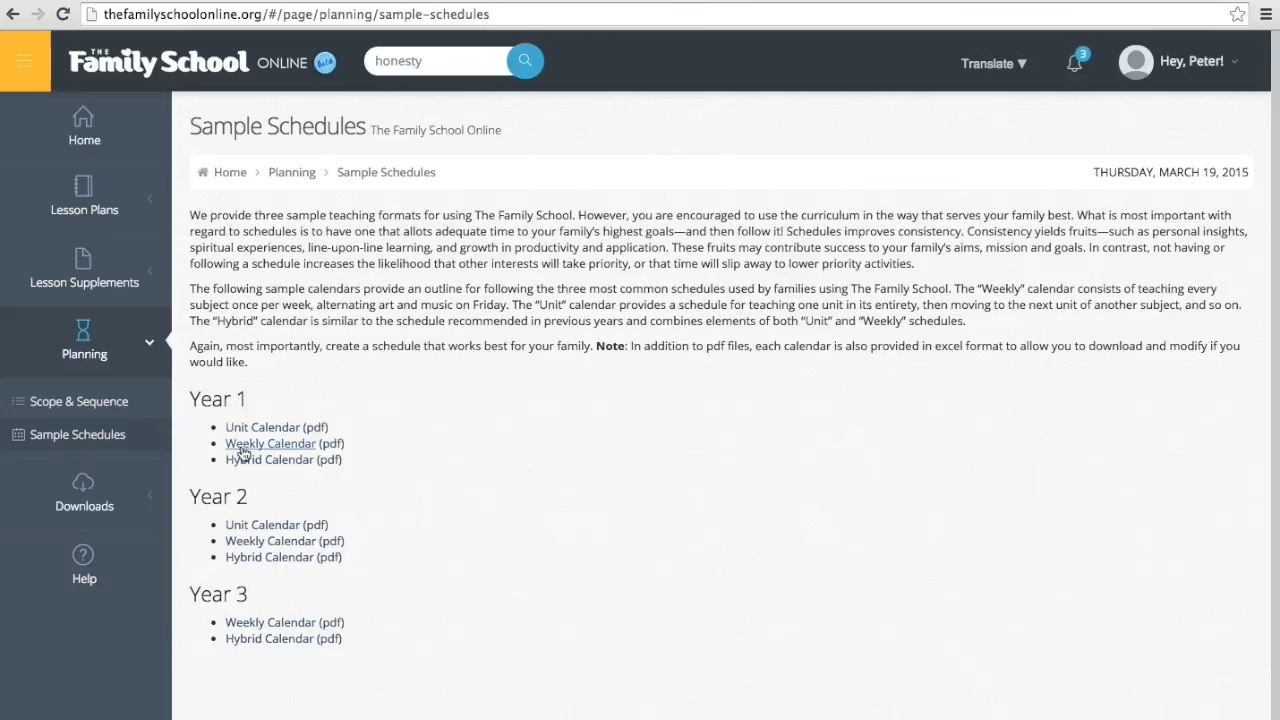 thefamilyschoolonline.org/#/page/planning/sample-schedules
THE
Family School ONLINE beta
honesty
Translate ▼
3
Hey, Peter!
Home
Lesson Plans
Lesson Supplements
Planning
Scope & Sequence
Sample Schedules
Downloads
Help
Sample Schedules The Family School Online
Home > Planning > Sample Schedules
THURSDAY, MARCH 19, 2015
We provide three sample teaching formats for using The Family School. However, you are encouraged to use the curriculum in the way that serves your family best. What is most important with
regard to schedules is to have one that allots adequate time to your family's highest goals—and then follow it! Schedules improves consistency. Consistency yields fruits—such as personal insights,
spiritual experiences, line-upon-line learning, and growth in productivity and application. These fruits may contribute success to your family's aims, mission and goals. In contrast, not having or
following a schedule increases the likelihood that other interests will take priority, or that time will slip away to lower priority activities.
The following sample calendars provide an outline for following the three most common schedules used by families using The Family School. The “Weekly” calendar consists of teaching every
subject once per week, alternating art and music on Friday. The “Unit” calendar provides a schedule for teaching one unit in its entirety, then moving to the next unit of another subject, and so on.
The “Hybrid” calendar is similar to the schedule recommended in previous years and combines elements of both “Unit” and “Weekly” schedules.
Again, most importantly, create a schedule that works best for your family. Note: In addition to pdf files, each calendar is also provided in excel format to allow you to download and modify if you
would like.
Year 1
• Unit Calendar (pdf)
• Weekly Calendar (pdf)
• Hybrid Calendar (pdf)
Year 2
• Unit Calendar (pdf)
• Weekly Calendar (pdf)
• Hybrid Calendar (pdf)
Year 3
• Weekly Calendar (pdf)
• Hybrid Calendar (pdf)